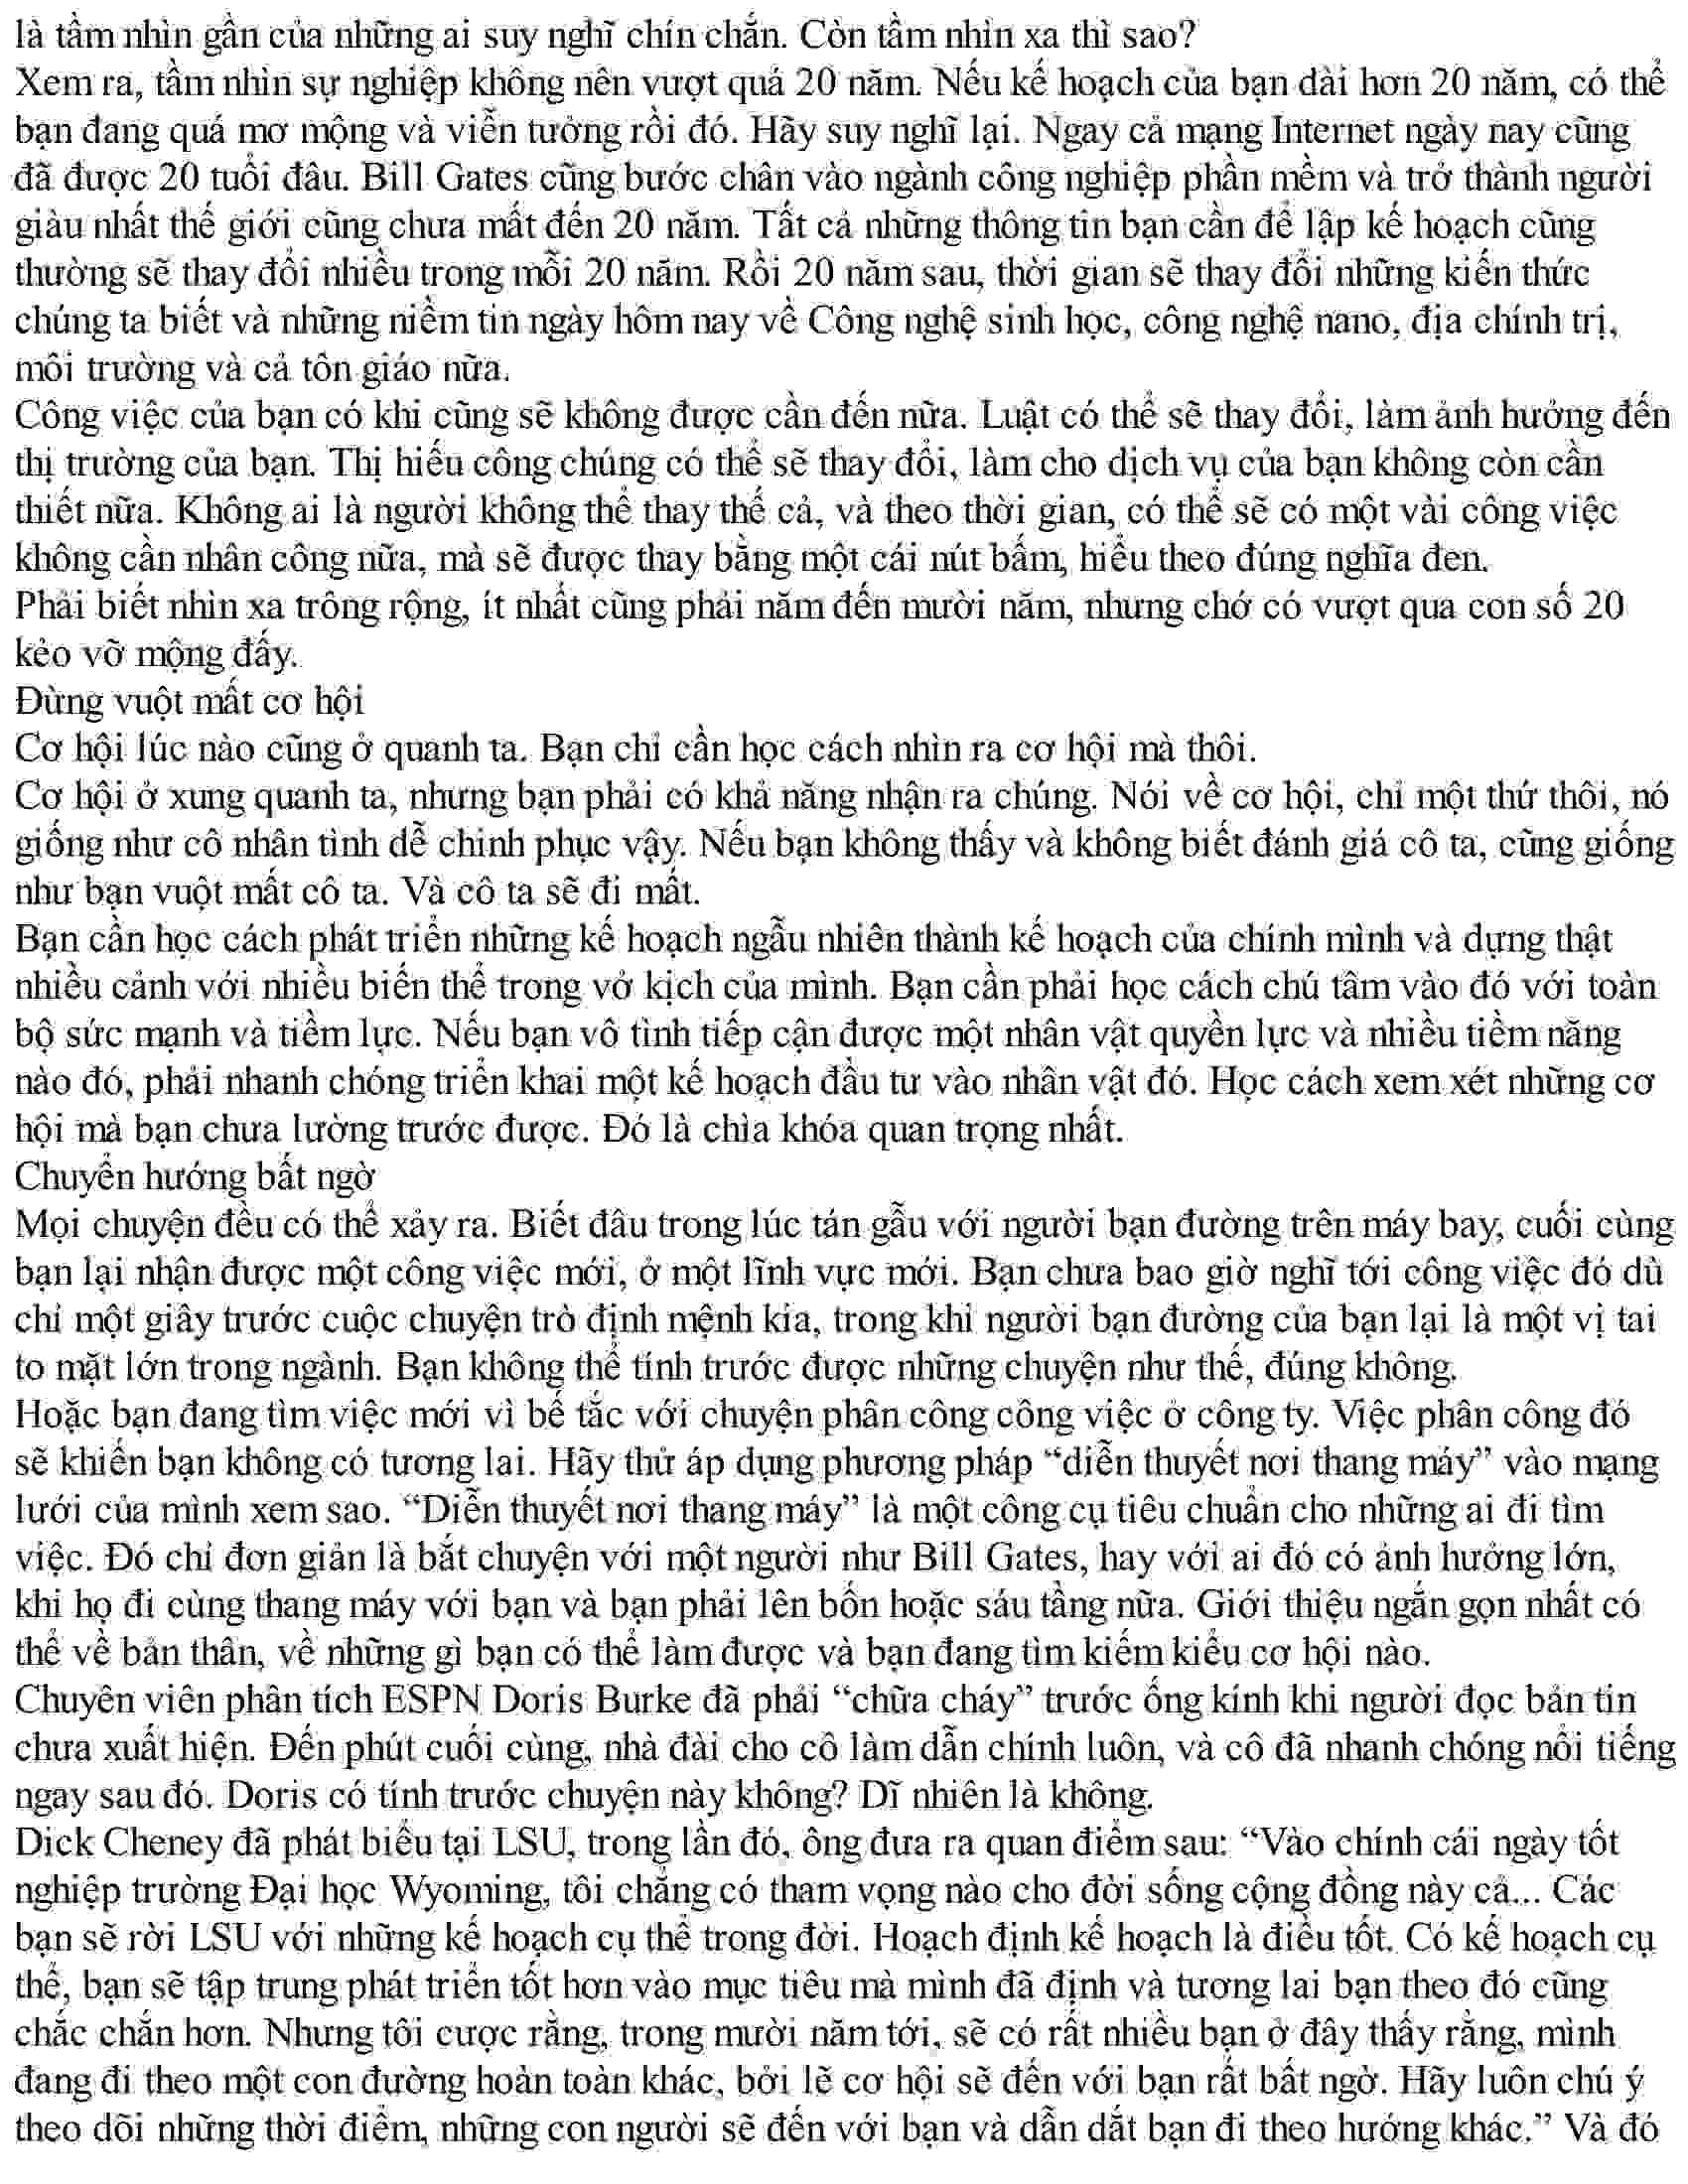 là tầm nhìn gần của những ai suy nghĩ chín chắn. Còn tầm nhìn xa thì sao?
Xem ra, tầm nhìn sự nghiệp không nên vượt quá 20 năm. Nếu kế hoạch của bạn dài hơn 20 năm, có thể
bạn đang quá mơ mộng và viễn tưởng rồi đó. Hãy suy nghĩ lại. Ngay cả mạng Internet ngày nay cũng
đã được 20 tuổi đâu. Bill Gates cũng bước chân vào ngành công nghiệp phần mềm và trở thành người
giàu nhất thế giới cũng chưa mất đến 20 năm. Tất cả những thông tin bạn cần để lập kế hoạch cũng
thường sẽ thay đổi nhiều trong mỗi 20 năm. Rồi 20 năm sau, thời gian sẽ thay đổi những kiến thức
chúng ta biết và những niềm tin ngày hôm nay về Công nghệ sinh học, công nghệ nano, địa chính trị,
môi trường và cả tôn giáo nữa.
Công việc của bạn có khi cũng sẽ không được cần đến nữa. Luật có thể sẽ thay đổi, làm ảnh hưởng đến
thị trường của bạn. Thị hiếu công chúng có thể sẽ thay đổi, làm cho dịch vụ của bạn không còn cần
thiết nữa. Không ai là người không thể thay thế cả, và theo thời gian, có thể sẽ có một vài công việc
không cần nhân công nữa, mà sẽ được thay bằng một cái nút bấm, hiểu theo đúng nghĩa đen.
Phải biết nhìn xa trông rộng, ít nhất cũng phải năm đến mười năm, nhưng chớ có vượt qua con số 20
kẻo vỡ mộng đấy.
Đừng vuột mất cơ hội
Cơ hội lúc nào cũng ở quanh ta. Bạn chỉ cần học cách nhìn ra cơ hội mà thôi.
Cơ hội ở xung quanh ta, nhưng bạn phải có khả năng nhận ra chúng. Nói về cơ hội, chỉ một thứ thôi, nó
giống như cô nhân tình dễ chinh phục vậy. Nếu bạn không thấy và không biết đánh giá cô ta, cũng giống
như bạn vuột mất cô ta. Và cô ta sẽ đi mất.
Bạn cần học cách phát triển những kế hoạch ngẫu nhiên thành kế hoạch của chính mình và dựng thật
nhiều cảnh với nhiều biến thể trong vở kịch của mình. Bạn cần phải học cách chú tâm vào đó với toàn
bộ sức mạnh và tiềm lực. Nếu bạn vô tình tiếp cận được một nhân vật quyền lực và nhiều tiềm năng
nào đó, phải nhanh chóng triển khai một kế hoạch đầu tư vào nhân vật đó. Học cách xem xét những cơ
hội mà bạn chưa lường trước được. Đó là chìa khóa quan trọng nhất.
Chuyển hướng bất ngờ
Mọi chuyện đều có thể xảy ra. Biết đâu trong lúc tán gẫu với người bạn đường trên máy bay, cuối cùng
bạn lại nhận được một công việc mới, ở một lĩnh vực mới. Bạn chưa bao giờ nghĩ tới công việc đó dù
chỉ một giây trước cuộc chuyện trò định mệnh kia, trong khi người bạn đường của bạn lại là một vị tai
to mặt lớn trong ngành. Bạn không thể tính trước được những chuyện như thế, đúng không.
Hoặc bạn đang tìm việc mới vì bế tắc với chuyện phân công công việc ở công ty. Việc phân công đó
sẽ khiến bạn không có tương lai. Hãy thử áp dụng phương pháp “diễn thuyết nơi thang máy” vào mạng
lưới của mình xem sao. “Diễn thuyết nơi thang máy” là một công cụ tiêu chuẩn cho những ai đi tìm
việc. Đó chỉ đơn giản là bắt chuyện với một người như Bill Gates, hay với ai đó có ảnh hưởng lớn,
khi họ đi cùng thang máy với bạn và bạn phải lên bốn hoặc sáu tầng nữa. Giới thiệu ngắn gọn nhất có
thể về bản thân, về những gì bạn có thể làm được và bạn đang tìm kiếm kiểu cơ hội nào.
Chuyên viên phân tích ESPN Doris Burke đã phải “chữa cháy” trước ống kính khi người đọc bản tin
chưa xuất hiện. Đến phút cuối cùng, nhà đài cho cô làm dẫn chính luôn, và cô đã nhanh chóng nổi tiếng
ngay sau đó. Doris có tính trước chuyện này không? Dĩ nhiên là không.
Dick Cheney đã phát biểu tại LSU, trong lần đó, ông đưa ra quan điểm sau: “Vào chính cái ngày tốt
nghiệp trường Đại học Wyoming, tôi chẳng có tham vọng nào cho đời sống cộng đồng này cả... Các
bạn sẽ rời LSU với những kế hoạch cụ thể trong đời. Hoạch định kế hoạch là điều tốt. Có kế hoạch cụ
thể, bạn sẽ tập trung phát triển tốt hơn vào mục tiêu mà mình đã định và tương lai bạn theo đó cũng
chắc chắn hơn. Nhưng tôi cược rằng, trong mười năm tới, sẽ có rất nhiều bạn ở đây thấy rằng, mình
đang đi theo một con đường hoàn toàn khác, bởi lẽ cơ hội sẽ đến với bạn rất bất ngờ. Hãy luôn chú ý
theo dõi những thời điểm, những con người sẽ đến với bạn và dẫn dắt bạn đi theo hướng khác.” Và đó